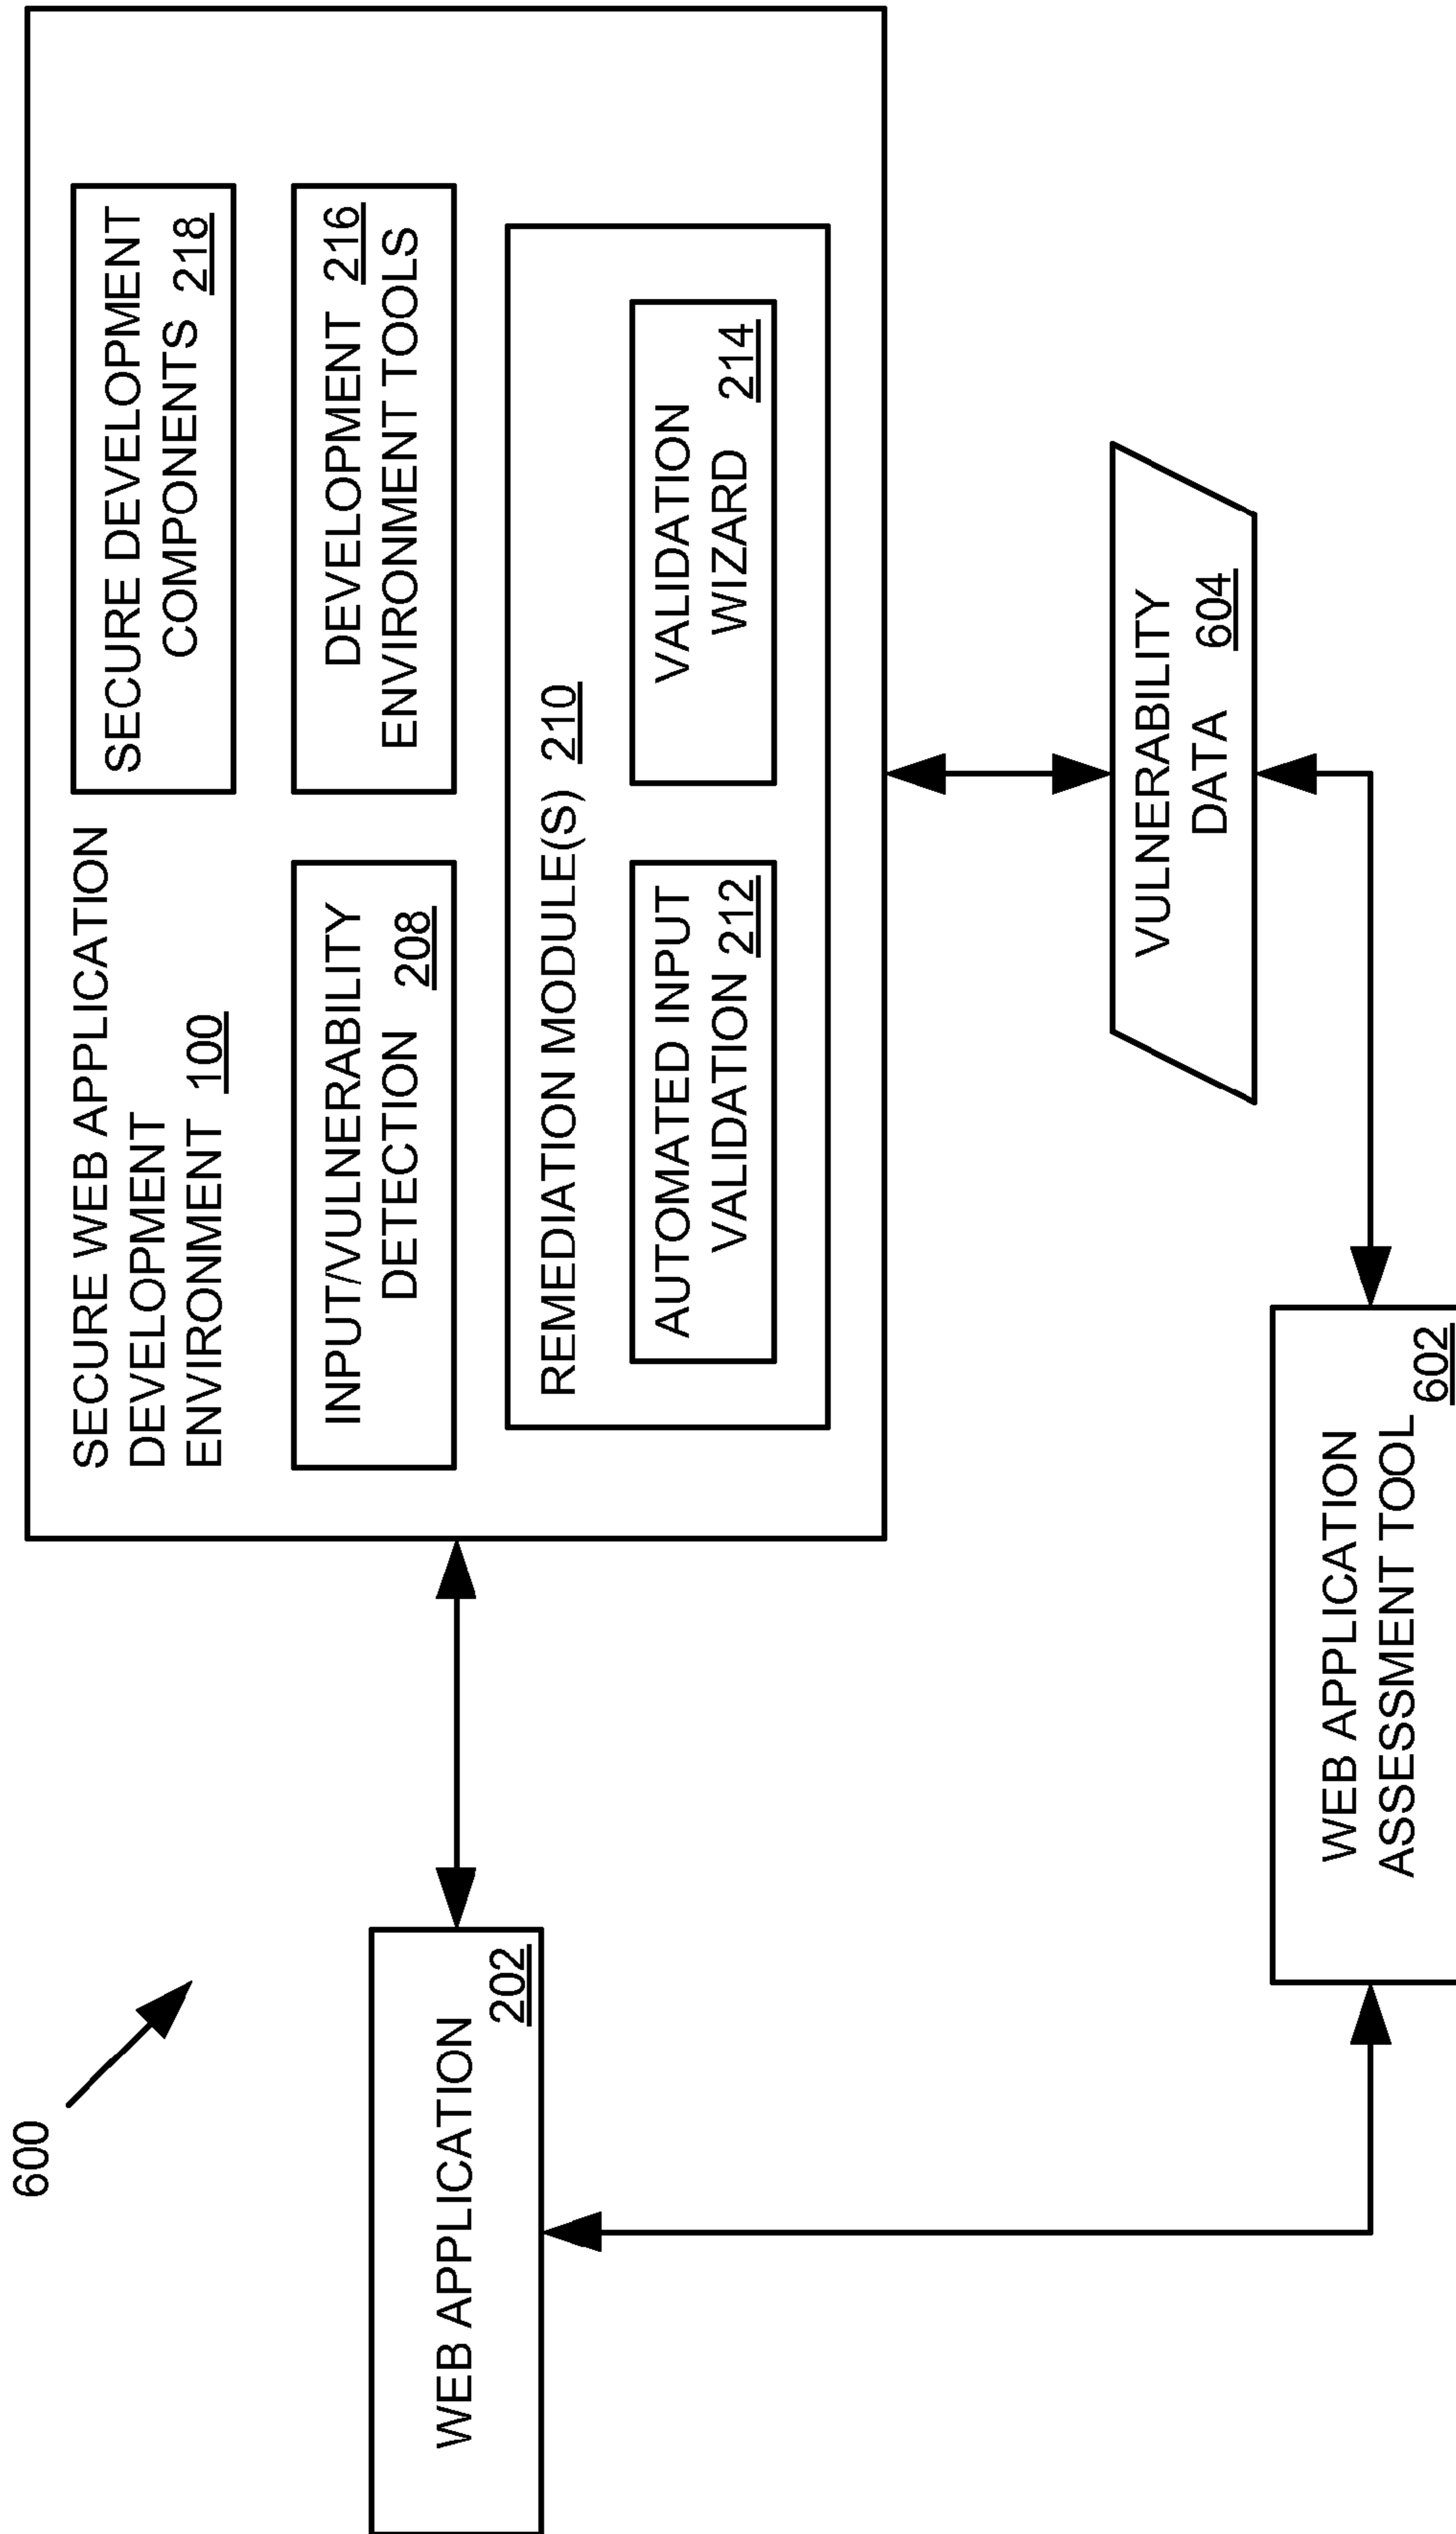 600
WEB APPLICATION
202
SECURE WEB APPLICATION
DEVELOPMENT
ENVIRONMENT 100
SECURE DEVELOPMENT
COMPONENTS 218
INPUT/VULNERABILITY
DETECTION 208
DEVELOPMENT 216
ENVIRONMENT TOOLS
REMEDIATION MODULE(S) 210
AUTOMATED INPUT
VALIDATION 212
VALIDATION
WIZARD 214
VULNERABILITY
DATA 604
WEB APPLICATION
ASSESSMENT TOOL
602